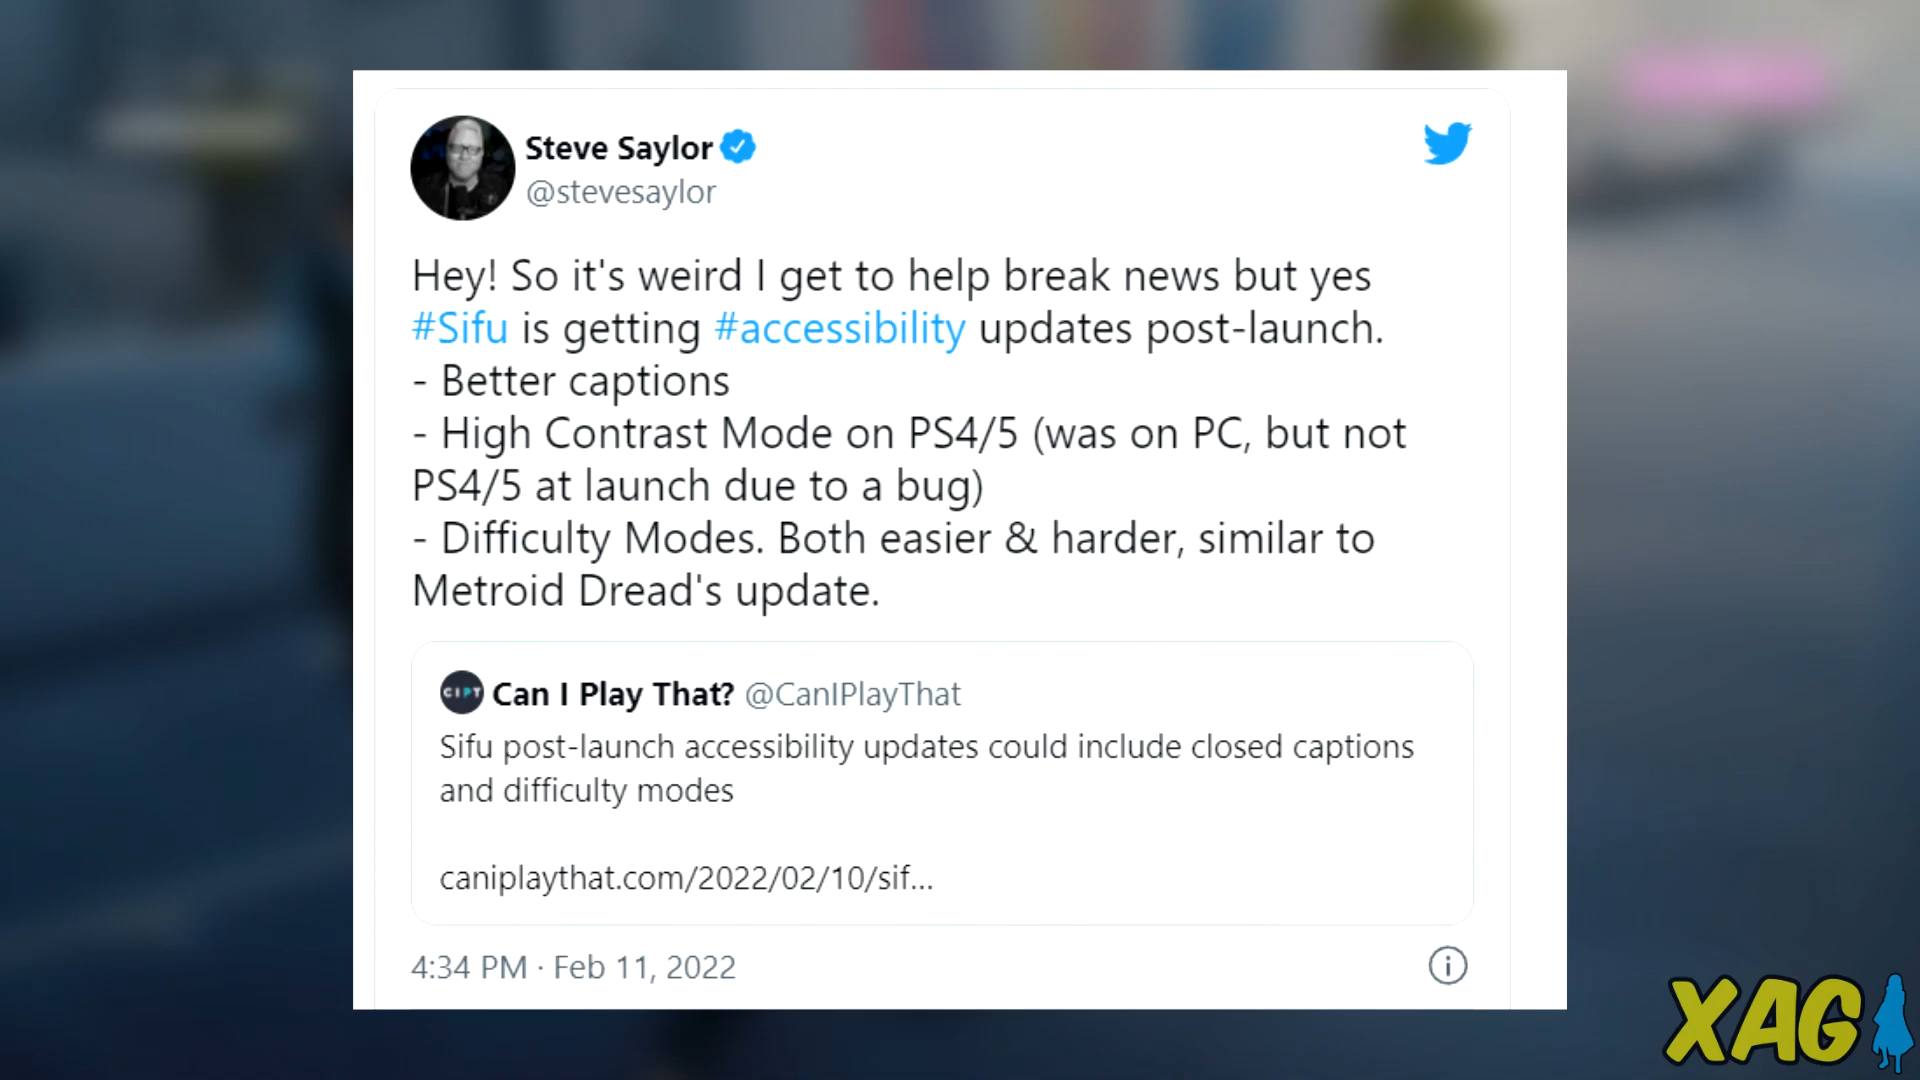 Steve Saylor
@stevesaylor
Hey! So it's weird I get to help break news but yes
#Sifu is getting #accessibility updates post-launch.
- Better captions
- High Contrast Mode on PS4/5 (was on PC, but not
PS4/5 at launch due to a bug)
- Difficulty Modes. Both easier & harder, similar to
Metroid Dread's update.
CIPT Can I Play That? @CanIPlayThat
Sifu post-launch accessibility updates could include closed captions
and difficulty modes
caniplaythat.com/2022/02/10/sif...
4:34 PM · Feb 11, 2022
XAG